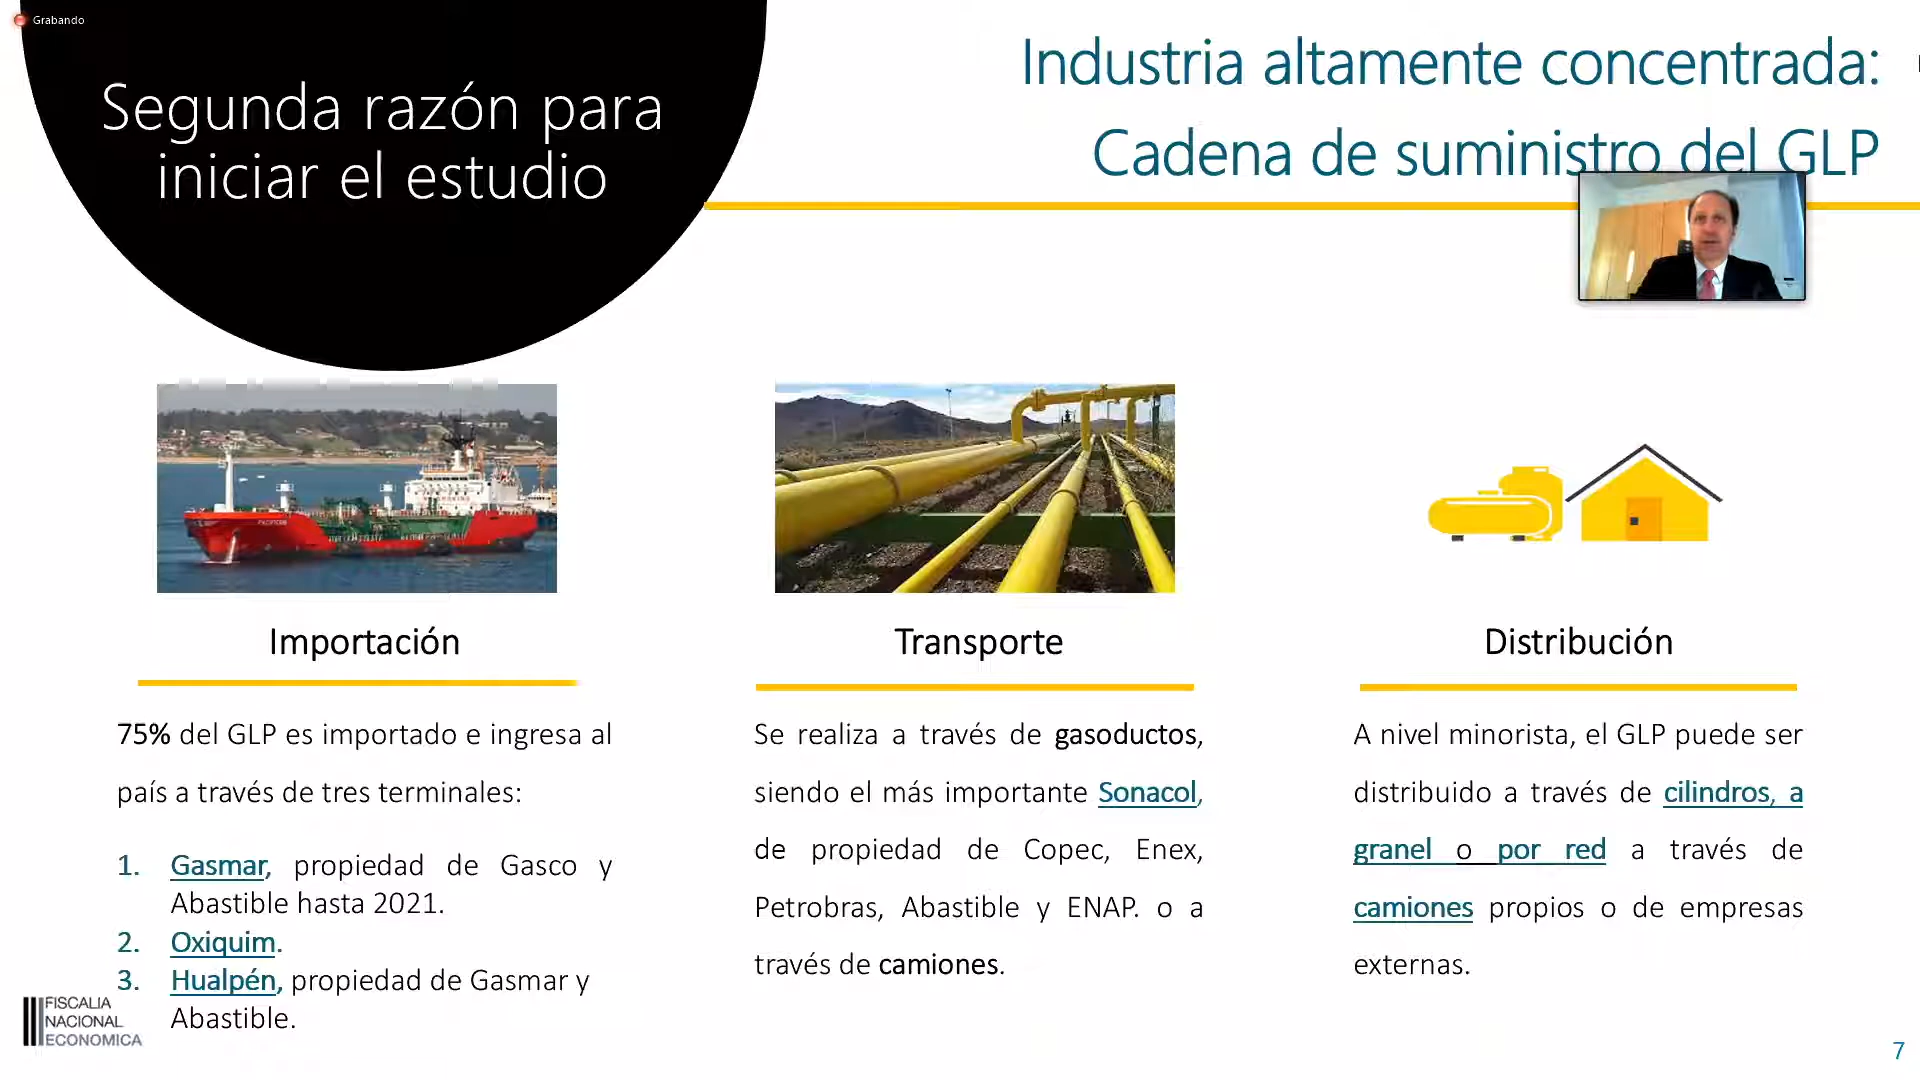 Grabando
Segunda razón para
iniciar el estudio
Industria altamente concentrada:
Cadena de suministro del GLP
Importación
75% del GLP es importado e ingresa al
país a través de tres terminales:
1. Gasmar, propiedad de Gasco y
Abastible hasta 2021.
2. Oxiquim.
3. Hualpén, propiedad de Gasmar y
Abastible.
Transporte
Se realiza a través de gasoductos,
siendo el más importante Sonacol,
de propiedad de Copec, Enex,
Petrobras, Abastible y ENAP. o a
través de camiones.
Distribución
A nivel minorista, el GLP puede ser
distribuido a través de cilindros, a
granel o por red a través de
camiones propios o de empresas
externas.
FISCALIA
NACIONAL
ECONOMICA
7